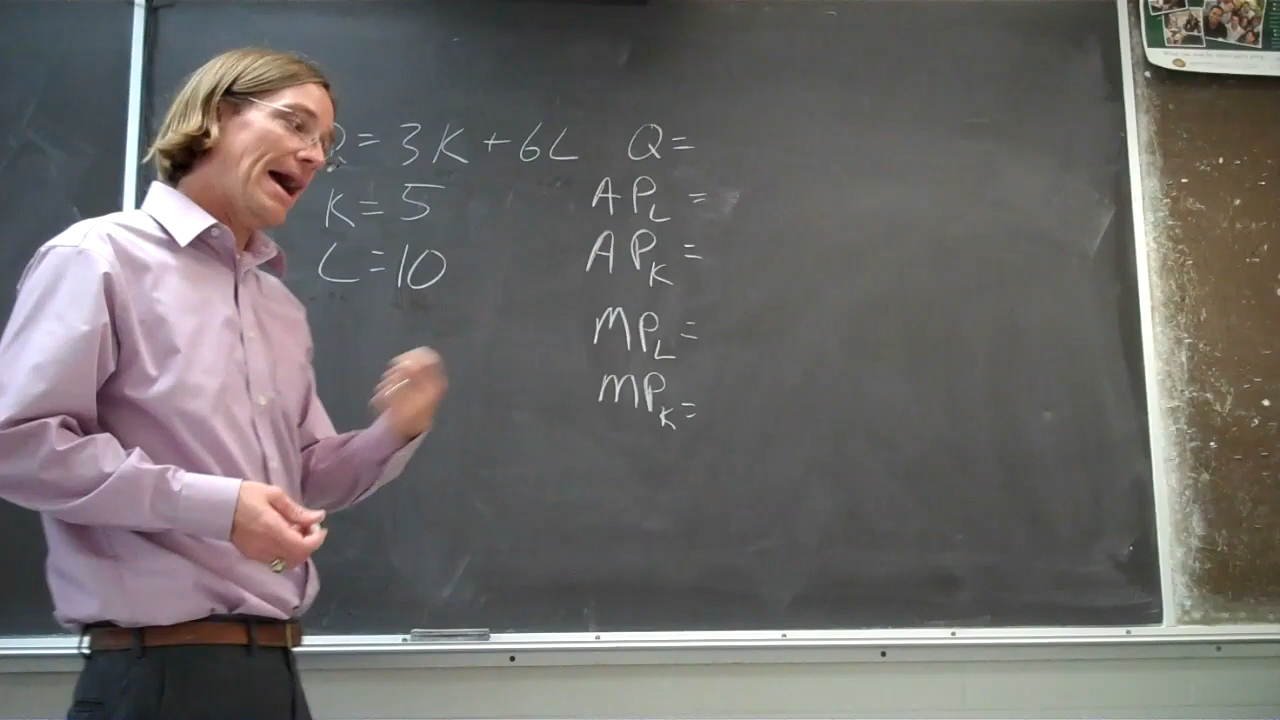 Q = 3K + 6L
K = 5
L = 10
Q =
APL =
APK =
MPL =
MPK =